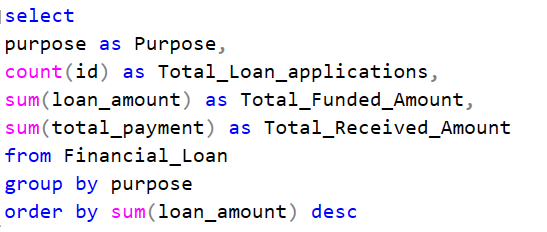 select
purpose as Purpose,
count(id) as Total_Loan_applications,
sum(loan_amount) as Total_Funded_Amount,
sum(total_payment) as Total_Received_Amount
from Financial_Loan
group by purpose
order by sum(loan_amount) desc